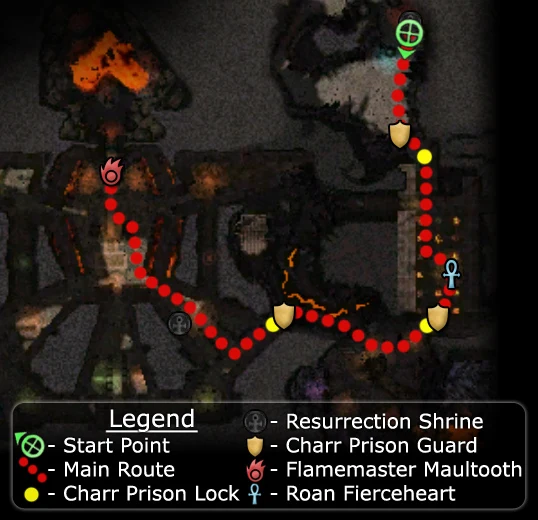 Legend
- Start Point
- Main Route
- Charr Prison Lock
- Resurrection Shrine
- Charr Prison Guard
- Flamemaster Maultooth
- Roan Fierceheart